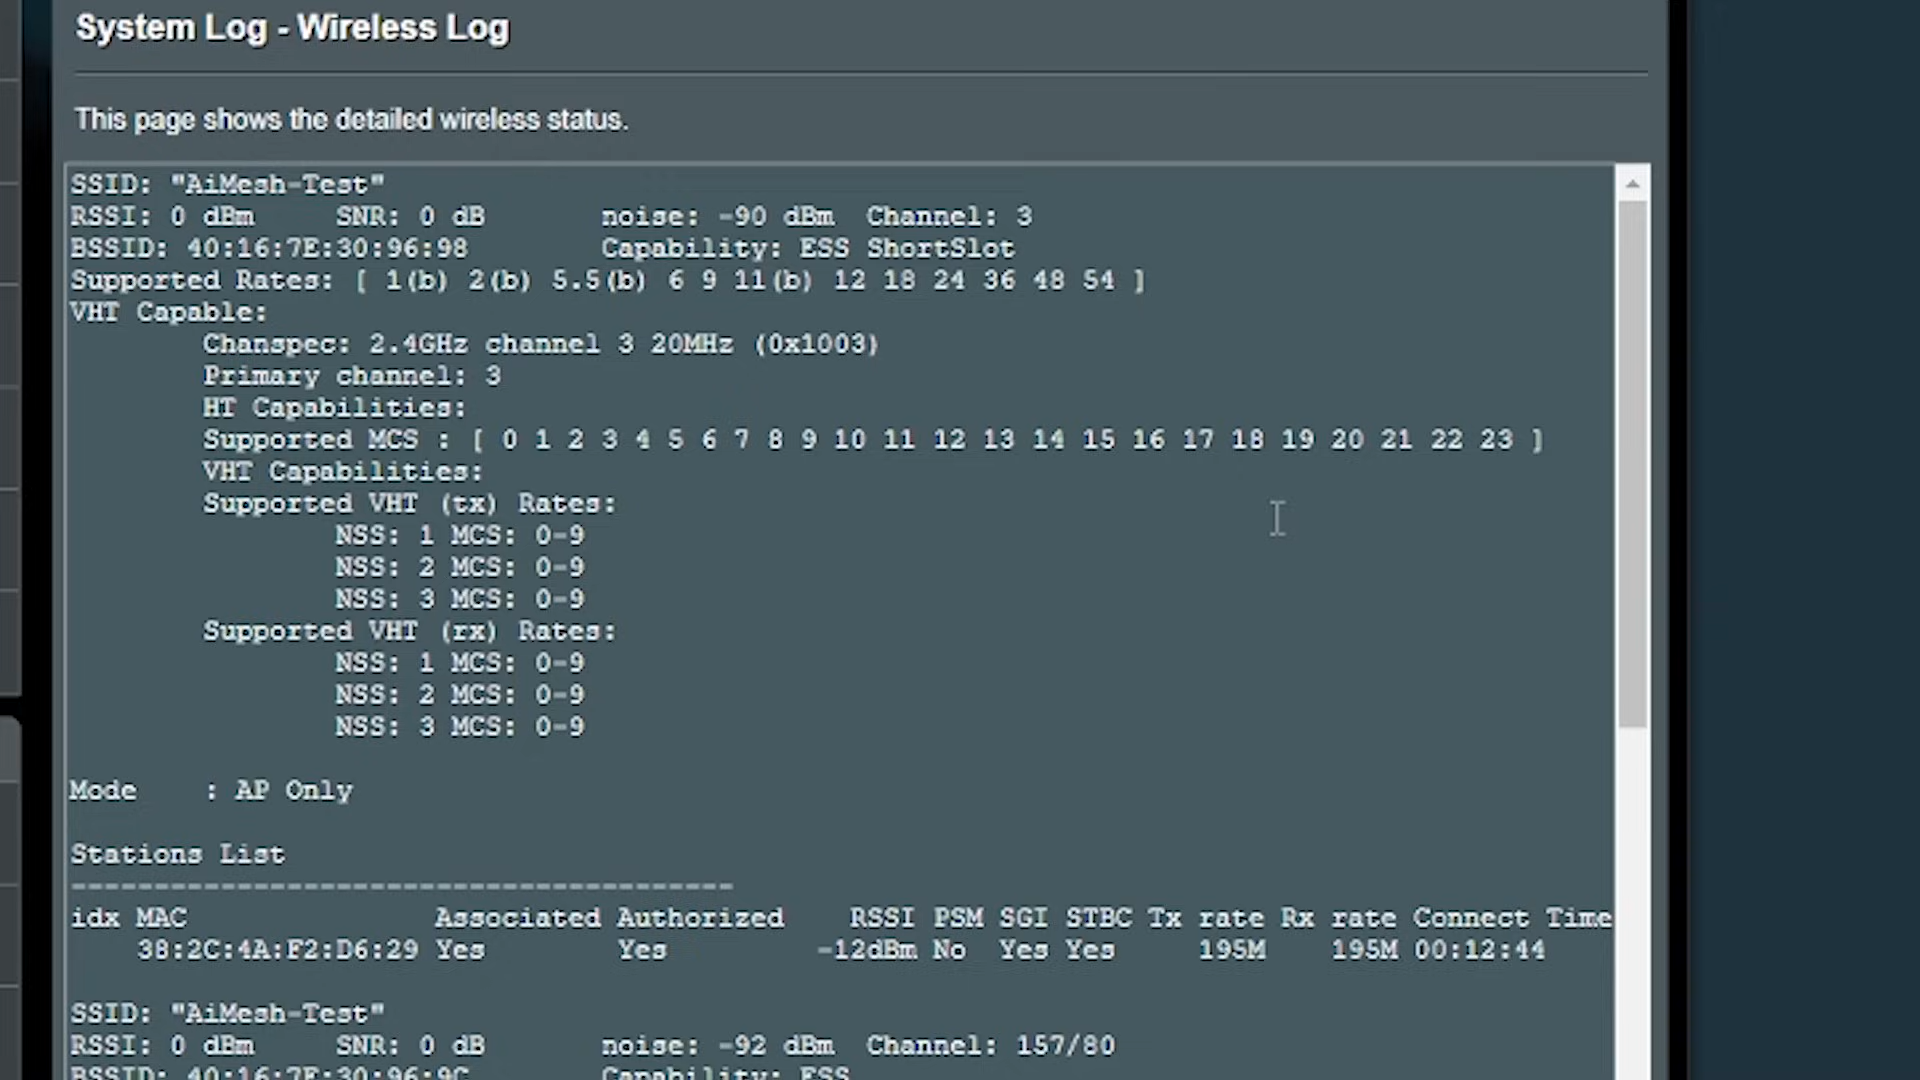 System Log - Wireless Log
This page shows the detailed wireless status.
SSID: "AiMesh-Test"
RSSI: 0 dBm SNR: 0 dB noise: -90 dBm Channel: 3
BSSID: 40:16:7E:30:96:98 Capability: ESS ShortSlot
Supported Rates: [ 1(b) 2(b) 5.5(b) 6 9 11(b) 12 18 24 36 48 54 ]
VHT Capable:
Chanspec: 2.4GHz channel 3 20MHz (0x1003)
Primary channel: 3
HT Capabilities:
Supported MCS : [ 0 1 2 3 4 5 6 7 8 9 10 11 12 13 14 15 16 17 18 19 20 21 22 23 ]
VHT Capabilities:
Supported VHT (tx) Rates:
NSS: 1 MCS: 0-9
NSS: 2 MCS: 0-9
NSS: 3 MCS: 0-9
Supported VHT (rx) Rates:
NSS: 1 MCS: 0-9
NSS: 2 MCS: 0-9
NSS: 3 MCS: 0-9
Mode : AP Only
Stations List
----------------------------------------
idx MAC Associated Authorized RSSI PSM SGI STBC Tx rate Rx rate Connect Time
38:2C:4A:F2:D6:29 Yes Yes -12dBm No Yes Yes 195M 195M 00:12:44
SSID: "AiMesh-Test"
RSSI: 0 dBm SNR: 0 dB noise: -92 dBm Channel: 157/80
BSSID: 40:16:7E:30:96:9C Capability: ESS